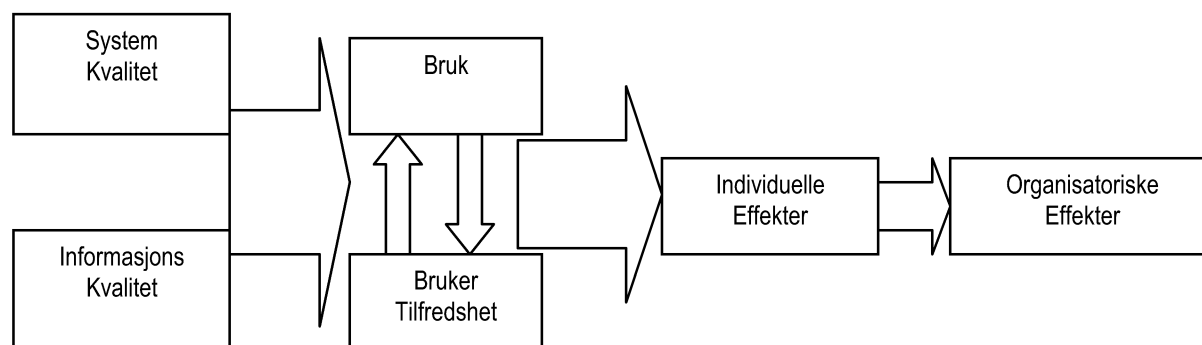 System
Kvalitet
Bruk
Informasjons
Kvalitet
Bruker
Tilfredshet
Individuelle
Effekter
Organisatoriske
Effekter